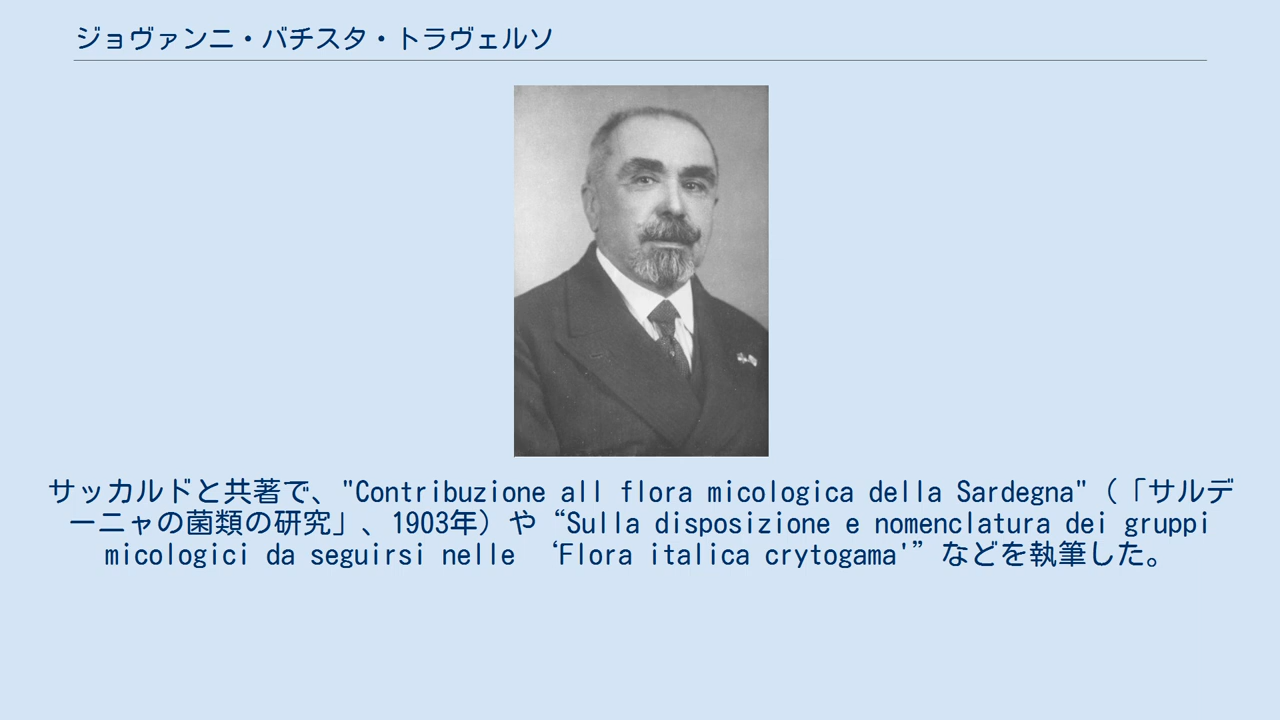 ジョヴァンニ・バチスタ・トラヴェルソ
サッカルドと共著で、"Contribuzione all flora micologica della Sardegna"（「サルデ
ーニャの菌類の研究」、1903年）や“Sulla disposizione e nomenclatura dei gruppi
micologici da seguirsi nelle ‘Flora italica crytogama'”などを執筆した。